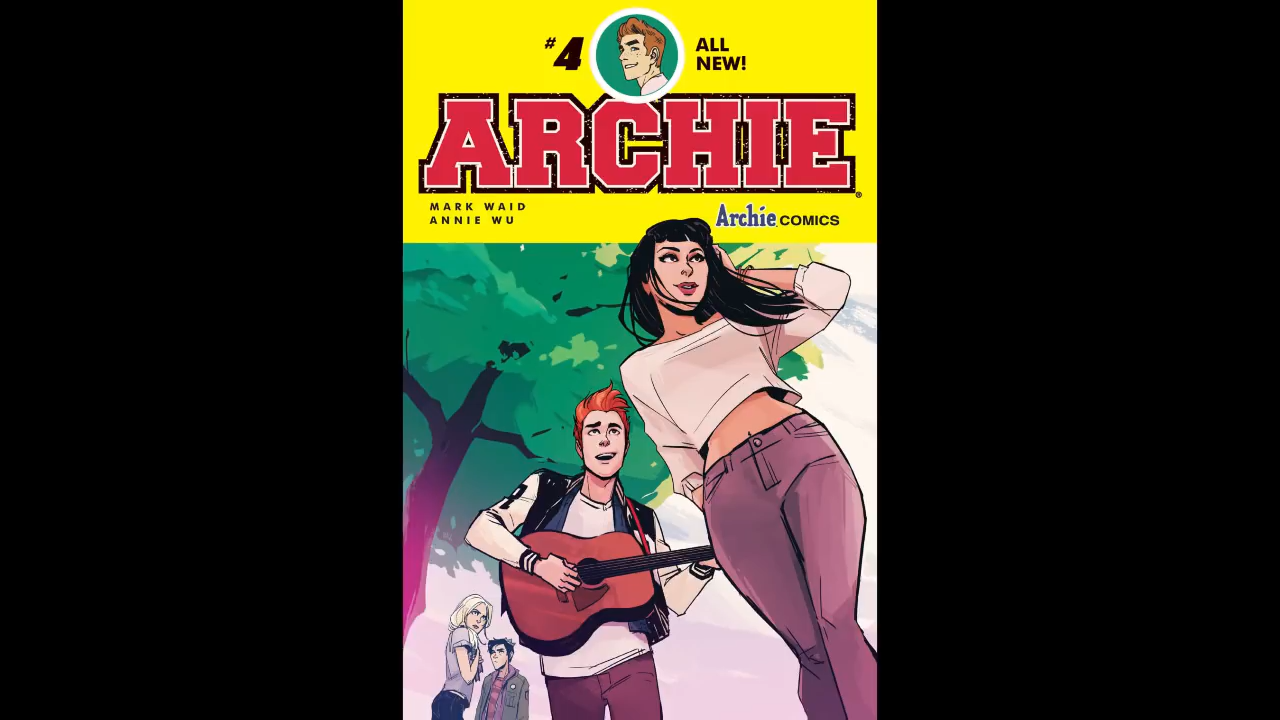 #4
ALL
NEW!
ARCHIE®
MARK WAID
ANNIE WU
Archie COMICS